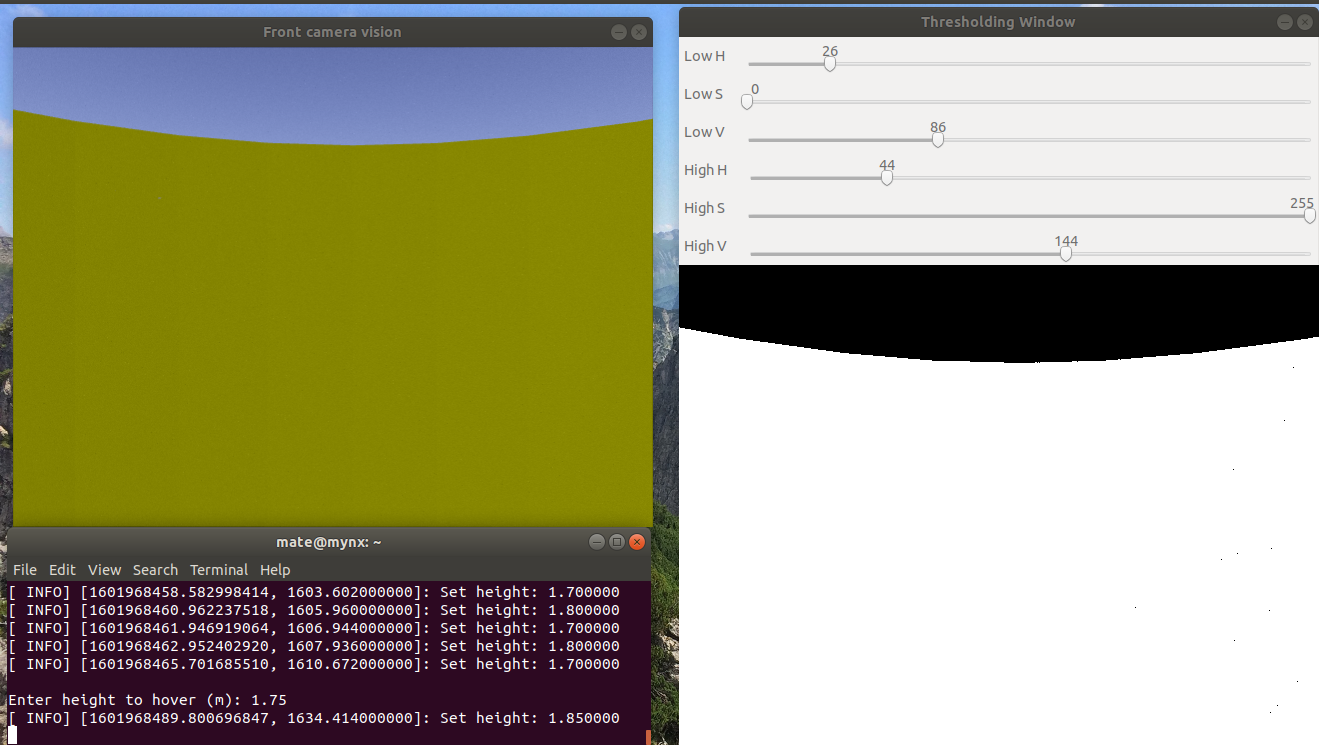 Front camera vision
Thresholding Window
Low H 26
Low S 0
Low V 86
High H 44
High S 255
High V 144
mate@mynx: ~
File Edit View Search Terminal Help
[ INFO] [1601968458.582998414, 1603.602000000]: Set height: 1.700000
[ INFO] [1601968460.962237518, 1605.960000000]: Set height: 1.800000
[ INFO] [1601968461.946919064, 1606.944000000]: Set height: 1.700000
[ INFO] [1601968462.952402920, 1607.936000000]: Set height: 1.800000
[ INFO] [1601968465.701685510, 1610.672000000]: Set height: 1.700000
Enter height to hover (m): 1.75
[ INFO] [1601968489.800696847, 1634.414000000]: Set height: 1.850000